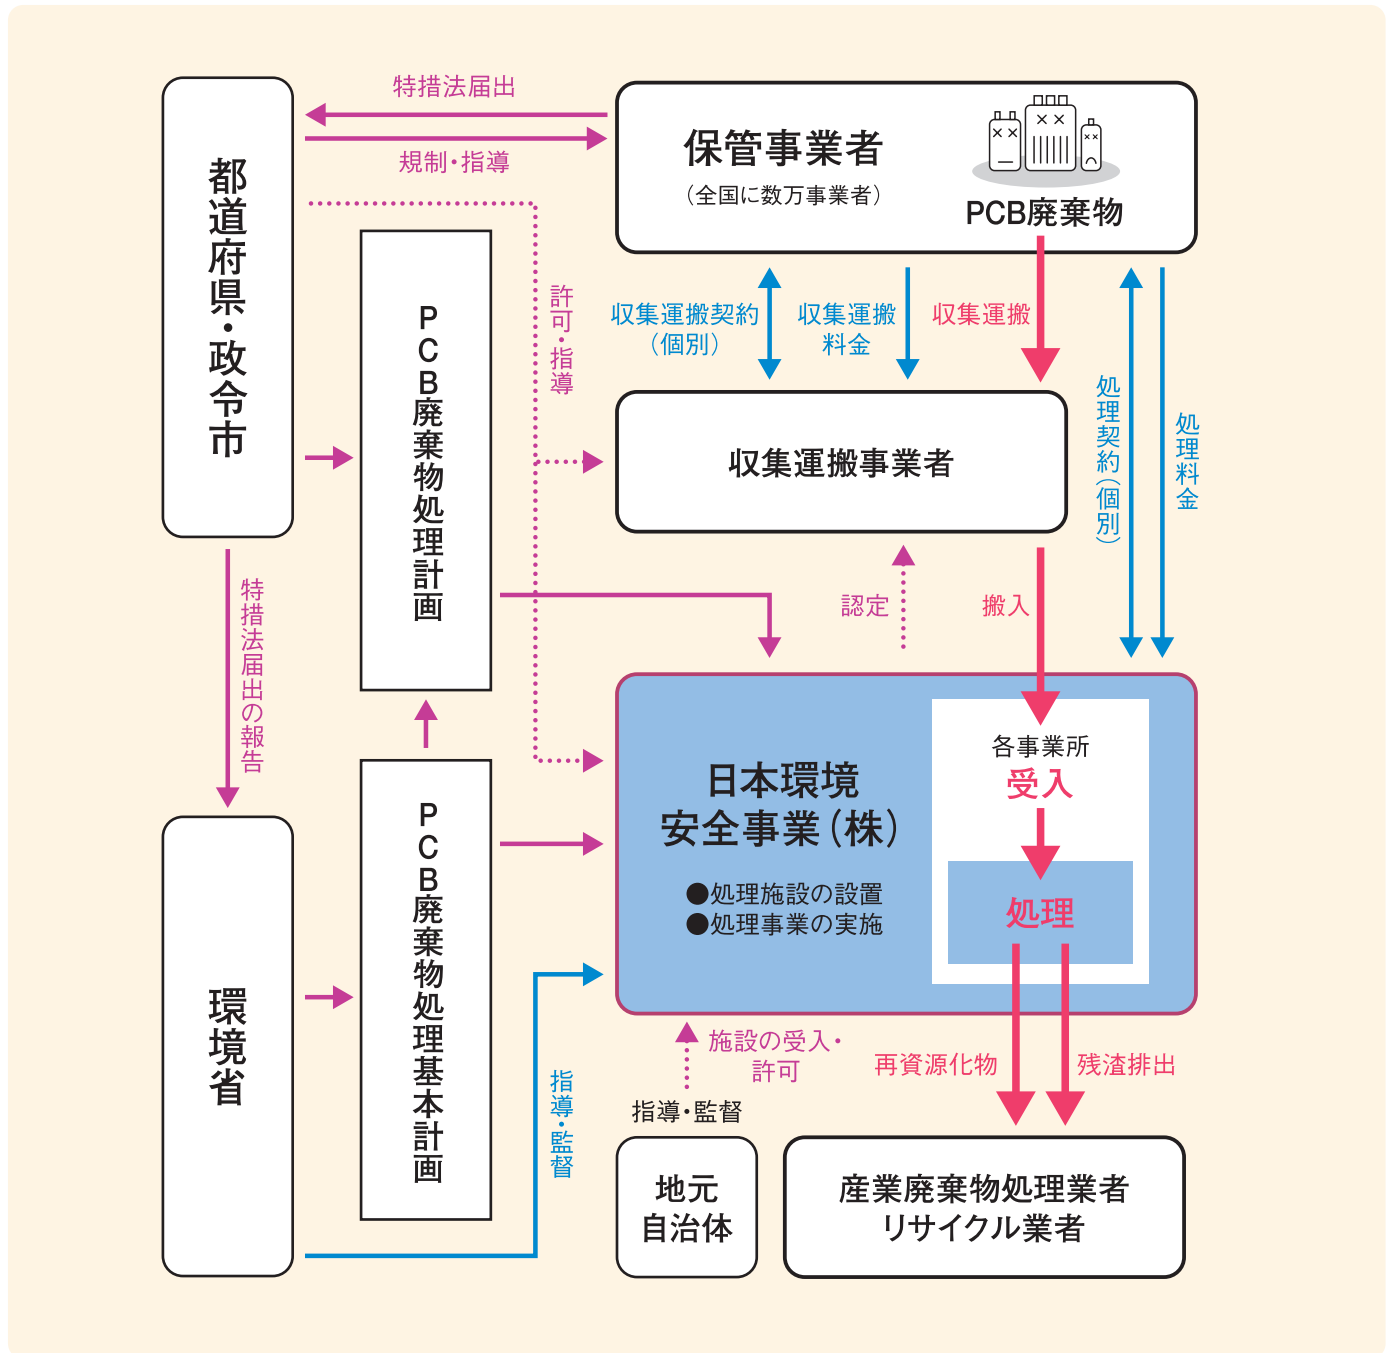 特措法届出
規制・指導
都道府県・政令市
保管事業者
（全国に数万事業者）
PCB廃棄物
PCB廃棄物処理計画
許可・指導
収集運搬契約
（個別）
収集運搬
料金
収集運搬
処理契約（個別）
処理料金
収集運搬事業者
特措法届出の報告
認定
搬入
日本環境
安全事業（株）
●処理施設の設置
●処理事業の実施
各事業所
受入
処理
環境省
PCB廃棄物処理基本計画
指導・監督
施設の受入・
許可
指導・監督
再資源化物
残渣排出
地元
自治体
産業廃棄物処理業者
リサイクル業者